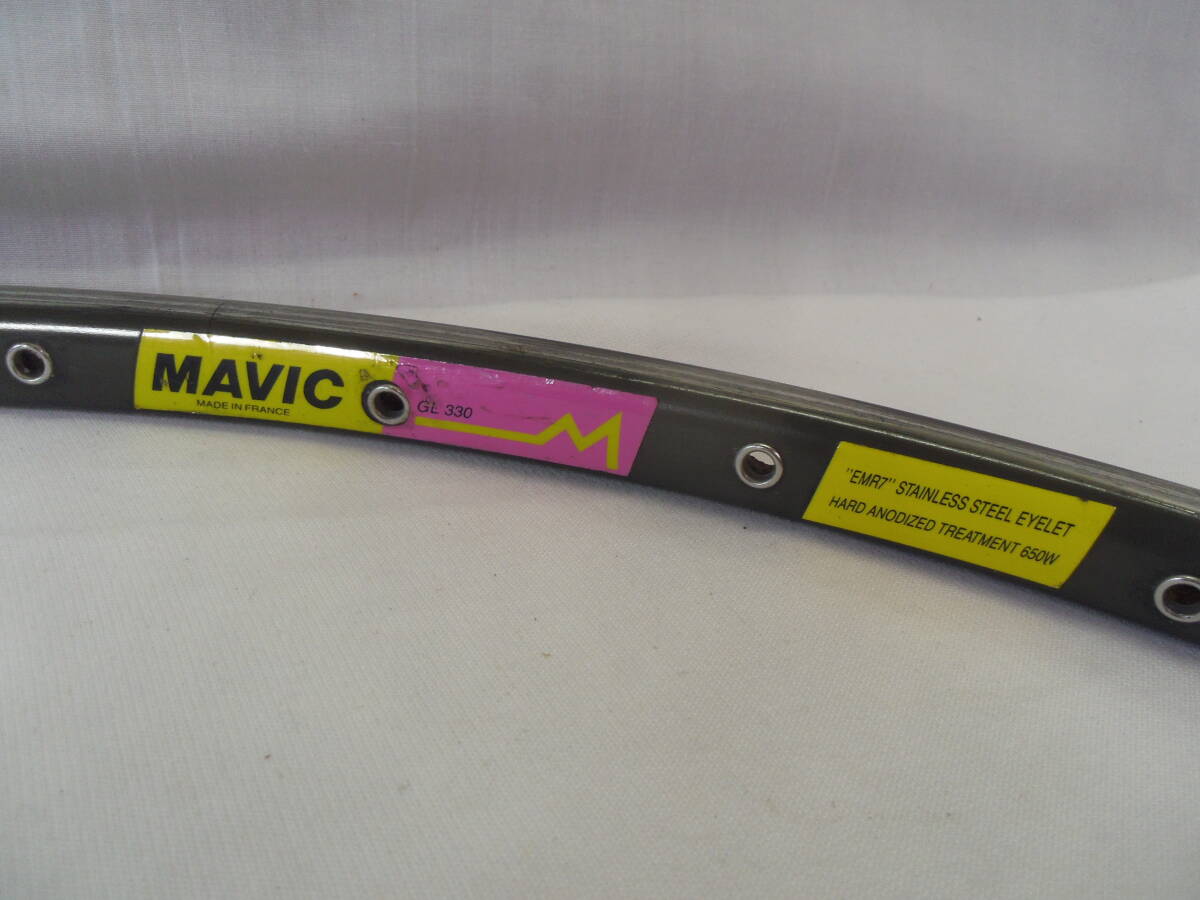 MAVIC
MADE IN FRANCE
GL 330
"EMR7" STAINLESS STEEL EYELET
HARD ANODIZED TREATMENT 650W